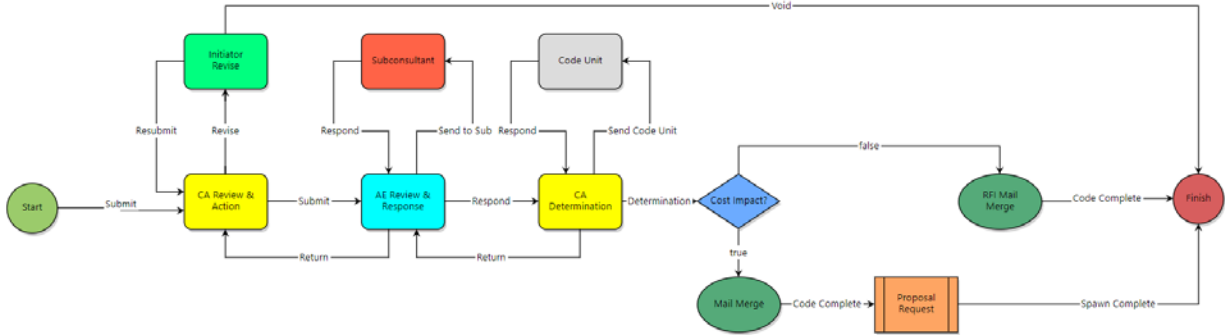 Void
Initiator
Revise
Subconsultant
Code Unit
Resubmit
Revise
Respond
Send to Sub
Respond
Send Code Unit
false
Start
Submit
CA Review &
Action
Submit
AE Review &
Response
Respond
CA
Determination
Determination
Cost Impact?
RFI Mail
Merge
Code Complete
Finish
Return
Return
true
Mail Merge
Code Complete
Proposal
Request
Spawn Complete